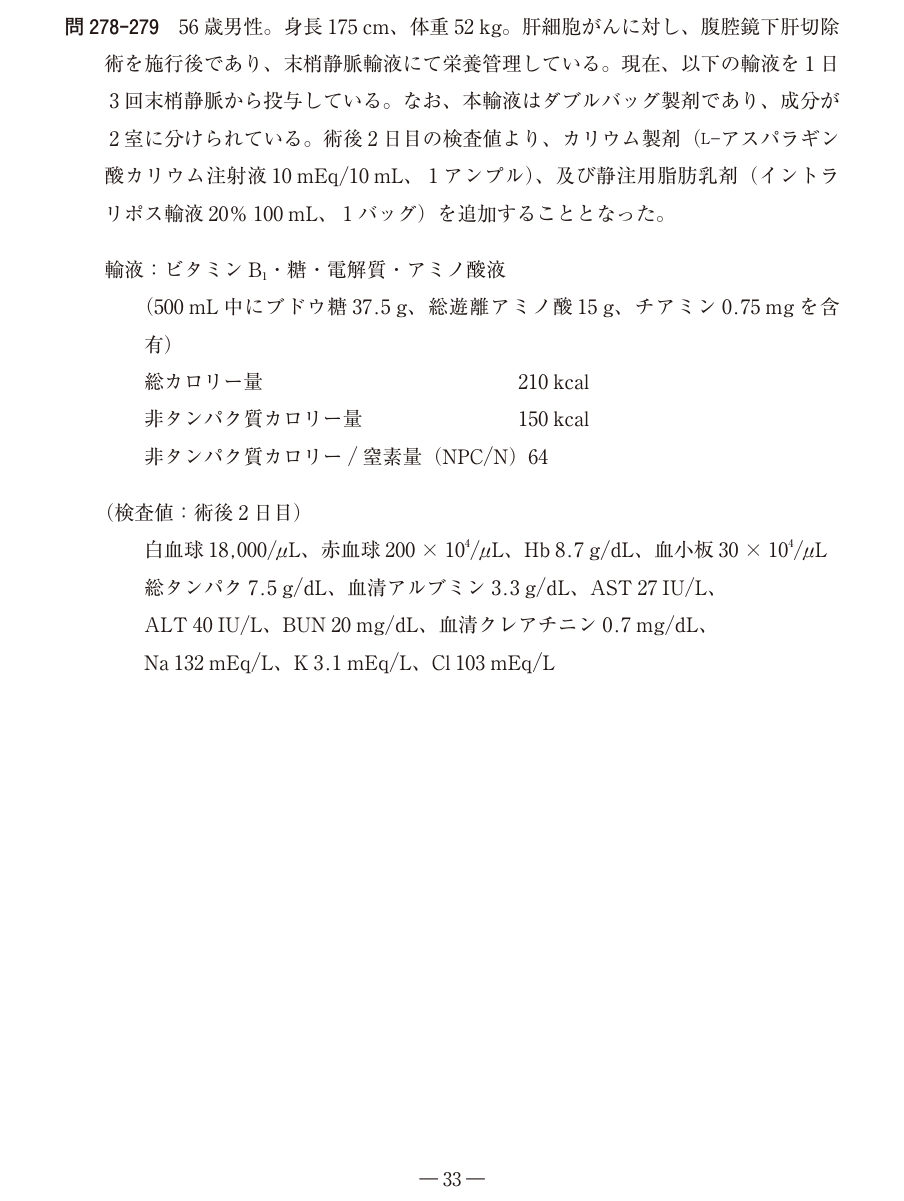 問 278-279　56 歳男性。身長 175 cm、体重 52 kg。肝細胞がんに対し、腹腔鏡下肝切除
術を施行後であり、末梢静脈輸液にて栄養管理している。現在、以下の輸液を 1 日
3 回末梢静脈から投与している。なお、本輸液はダブルバッグ製剤であり、成分が
2 室に分けられている。術後 2 日目の検査値より、カリウム製剤（L-アスパラギン
酸カリウム注射液 10 mEq/10 mL、1 アンプル）、及び静注用脂肪乳剤（イントラ
リポス輸液 20% 100 mL、1 バッグ）を追加することとなった。
輸液：ビタミン B₁・糖・電解質・アミノ酸液
（500 mL 中にブドウ糖 37.5 g、総遊離アミノ酸 15 g、チアミン 0.75 mg を含
有）
総カロリー量　210 kcal
非タンパク質カロリー量　150 kcal
非タンパク質カロリー / 窒素量（NPC/N）64
（検査値：術後 2 日目）
白血球 18,000/μL、赤血球 200 × 10⁴/μL、Hb 8.7 g/dL、血小板 30 × 10⁴/μL
総タンパク 7.5 g/dL、血清アルブミン 3.3 g/dL、AST 27 IU/L、
ALT 40 IU/L、BUN 20 mg/dL、血清クレアチニン 0.7 mg/dL、
Na 132 mEq/L、K 3.1 mEq/L、Cl 103 mEq/L
— 33 —